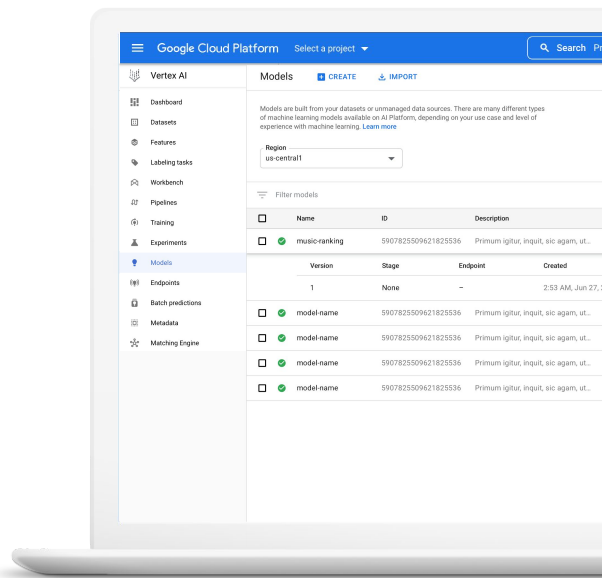 Google Cloud Platform
Select a project
Search Pr
Vertex AI
Models
CREATE
IMPORT
Dashboard
Datasets
Features
Labeling tasks
Workbench
Pipelines
Training
Experiments
Models
Endpoints
Batch predictions
Metadata
Matching Engine
Models are built from your datasets or unmanaged data sources. There are many different types
of machine learning models available on AI Platform, depending on your use case and level of
experience with machine learning. Learn more
Region
us-central1
Filter models
Name ID Description
music-ranking 5907825509621825536 Primum igitur, inquit, sic agam, ut...
Version Stage Endpoint Created
1 None – 2:53 AM, Jun 27,
model-name 5907825509621825536 Primum igitur, inquit, sic agam, ut...
model-name 5907825509621825536 Primum igitur, inquit, sic agam, ut...
model-name 5907825509621825536 Primum igitur, inquit, sic agam, ut...
model-name 5907825509621825536 Primum igitur, inquit, sic agam, ut...